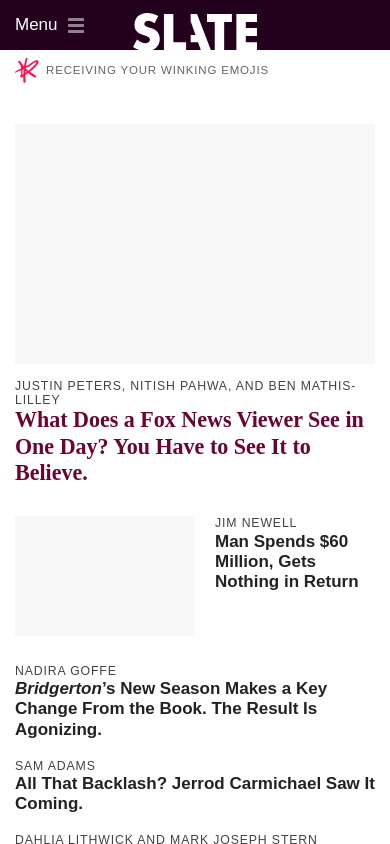 Menu
SLATE
RECEIVING YOUR WINKING EMOJIS
JUSTIN PETERS, NITISH PAHWA, AND BEN MATHIS-
LILLEY
What Does a Fox News Viewer See in
One Day? You Have to See It to
Believe.
JIM NEWELL
Man Spends $60
Million, Gets
Nothing in Return
NADIRA GOFFE
Bridgerton’s New Season Makes a Key
Change From the Book. The Result Is
Agonizing.
SAM ADAMS
All That Backlash? Jerrod Carmichael Saw It
Coming.
DAHLIA LITHWICK AND MARK JOSEPH STERN